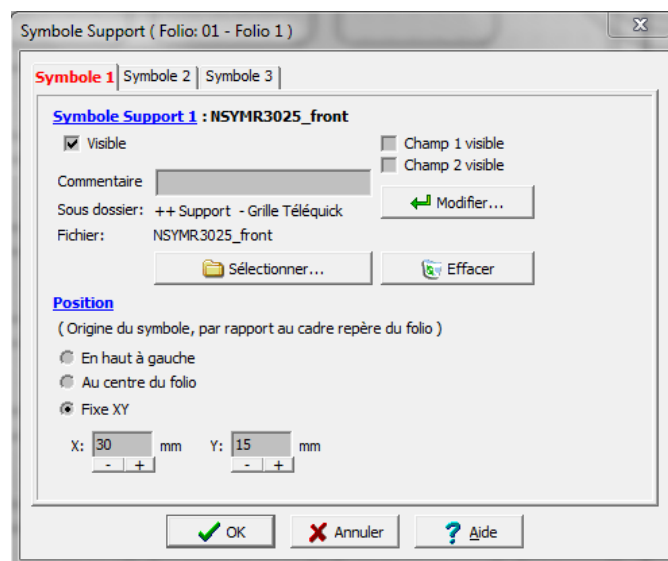 Symbole Support ( Folio: 01 - Folio 1 )
Symbole 1 Symbole 2 Symbole 3
Symbole Support 1 : NSYMR3025_front
Visible
Champ 1 visible
Champ 2 visible
Commentaire
Modifier...
Sous dossier: ++ Support - Grille Téléquick
Fichier: NSYMR3025_front
Sélectionner... Effacer
Position
( Origine du symbole, par rapport au cadre repère du folio )
En haut à gauche
Au centre du folio
Fixe XY
X: 30 mm Y: 15 mm
- + - +
OK Annuler ? Aide